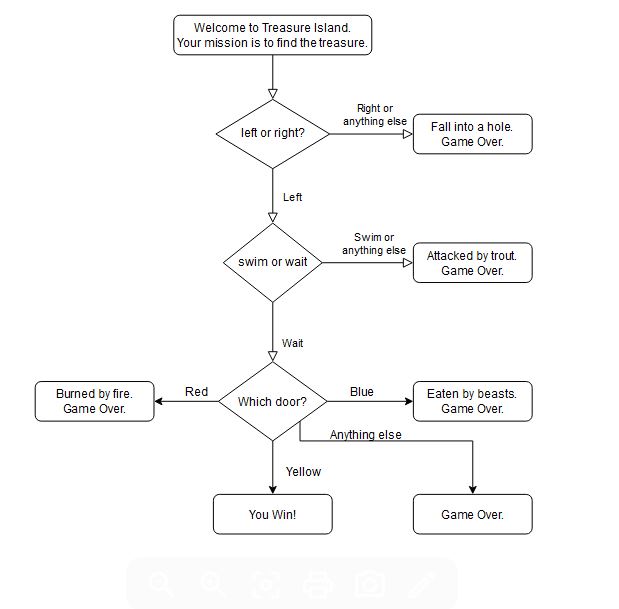 Welcome to Treasure Island.
Your mission is to find the treasure.
left or right?
Right or
anything else
Fall into a hole.
Game Over.
Left
swim or wait
Swim or
anything else
Attacked by trout.
Game Over.
Wait
Burned by fire.
Game Over.
Red
Which door?
Blue
Eaten by beasts.
Game Over.
Anything else
Yellow
You Win!
Game Over.